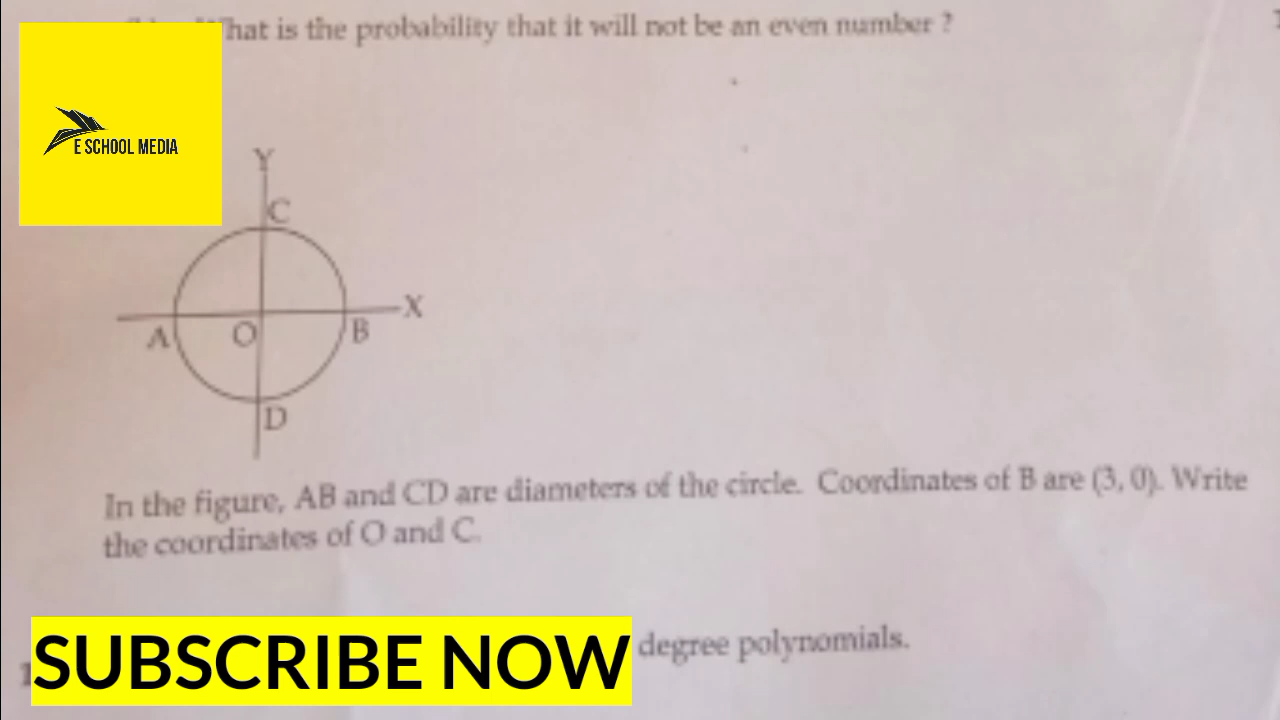 hat is the probability that it will not be an even number ?
E SCHOOL MEDIA
Y
C
X
A
O
B
D
In the figure, AB and CD are diameters of the circle. Coordinates of B are (3, 0). Write
the coordinates of O and C.
degree polynomials.
SUBSCRIBE NOW